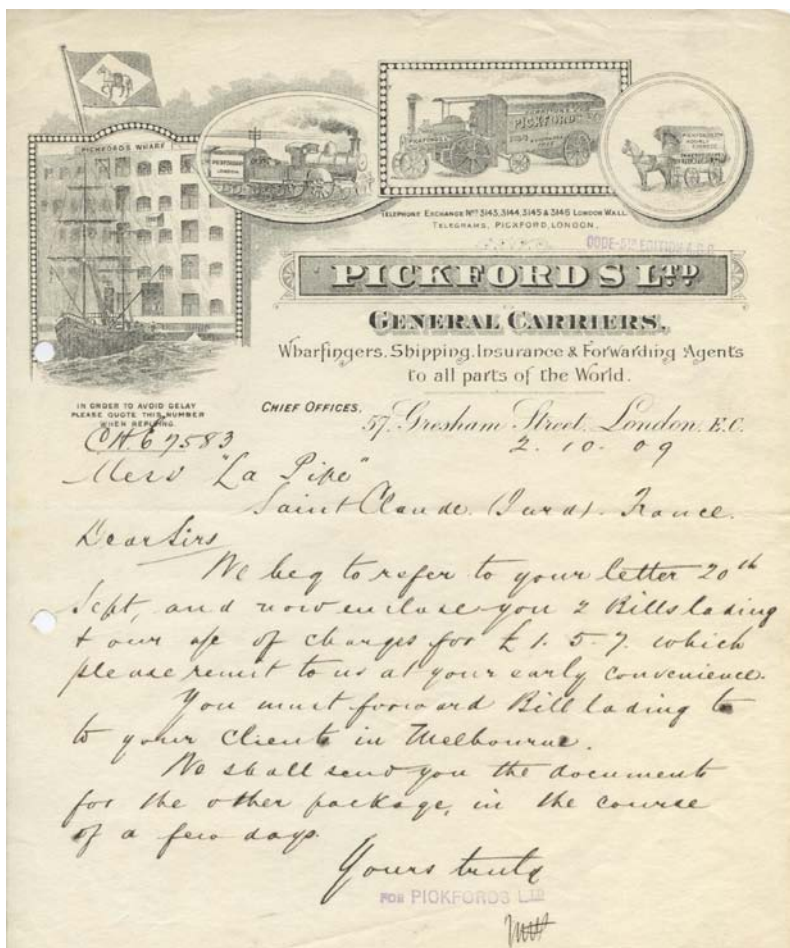 PICKFORDS WHARF
PICKFORDS
LONDON.
PICKFORDS LTD
TELEPHONE EXCHANGE Nos 3143, 3144, 3145 & 3146 LONDON WALL.
TELEGRAMS, PICKFORD, LONDON.
CODE-5TH EDITION A.B.C.
PICKFORDS LTD
GENERAL CARRIERS,
Wharfingers, Shipping, Insurance & Forwarding Agents
to all parts of the World.
IN ORDER TO AVOID DELAY
PLEASE QUOTE THIS NUMBER
WHEN REPLYING.
CHIEF OFFICES,
57, Gresham Street, London. E.C.
CH.E 7583
2. 10. 09
Mess "La Pipe"
Saint Claude (Jura). France.
Dear Sirs
We beg to refer to your letter 20th
Sept, and now enclose you 2 Bills lading
& our a/c of charges for £1. 5. 7. which
please remit to us at your early convenience.
You must forward Bill lading to
to your Clients in Melbourne.
We shall send you the documents
for the other package, in the course
of a few days.
Yours truly
FOR PICKFORDS LTD